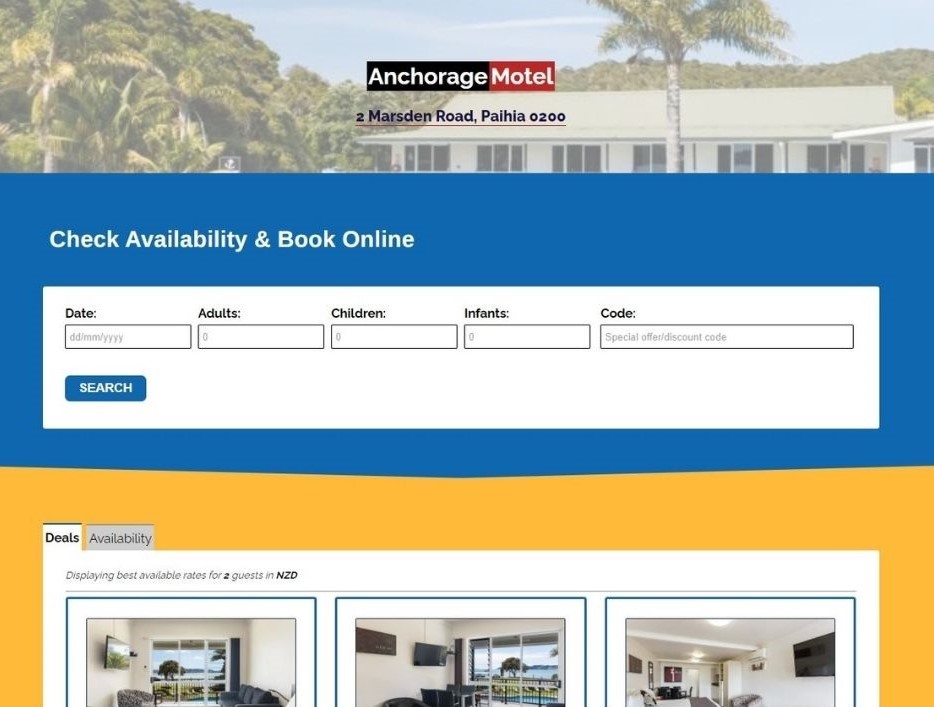 Anchorage Motel
2 Marsden Road, Paihia 0200
Check Availability & Book Online
Date: Adults: Children: Infants: Code:
dd/mm/yyyy 0 0 0 Special offer/discount code
SEARCH
Deals Availability
Displaying best available rates for 2 guests in NZD